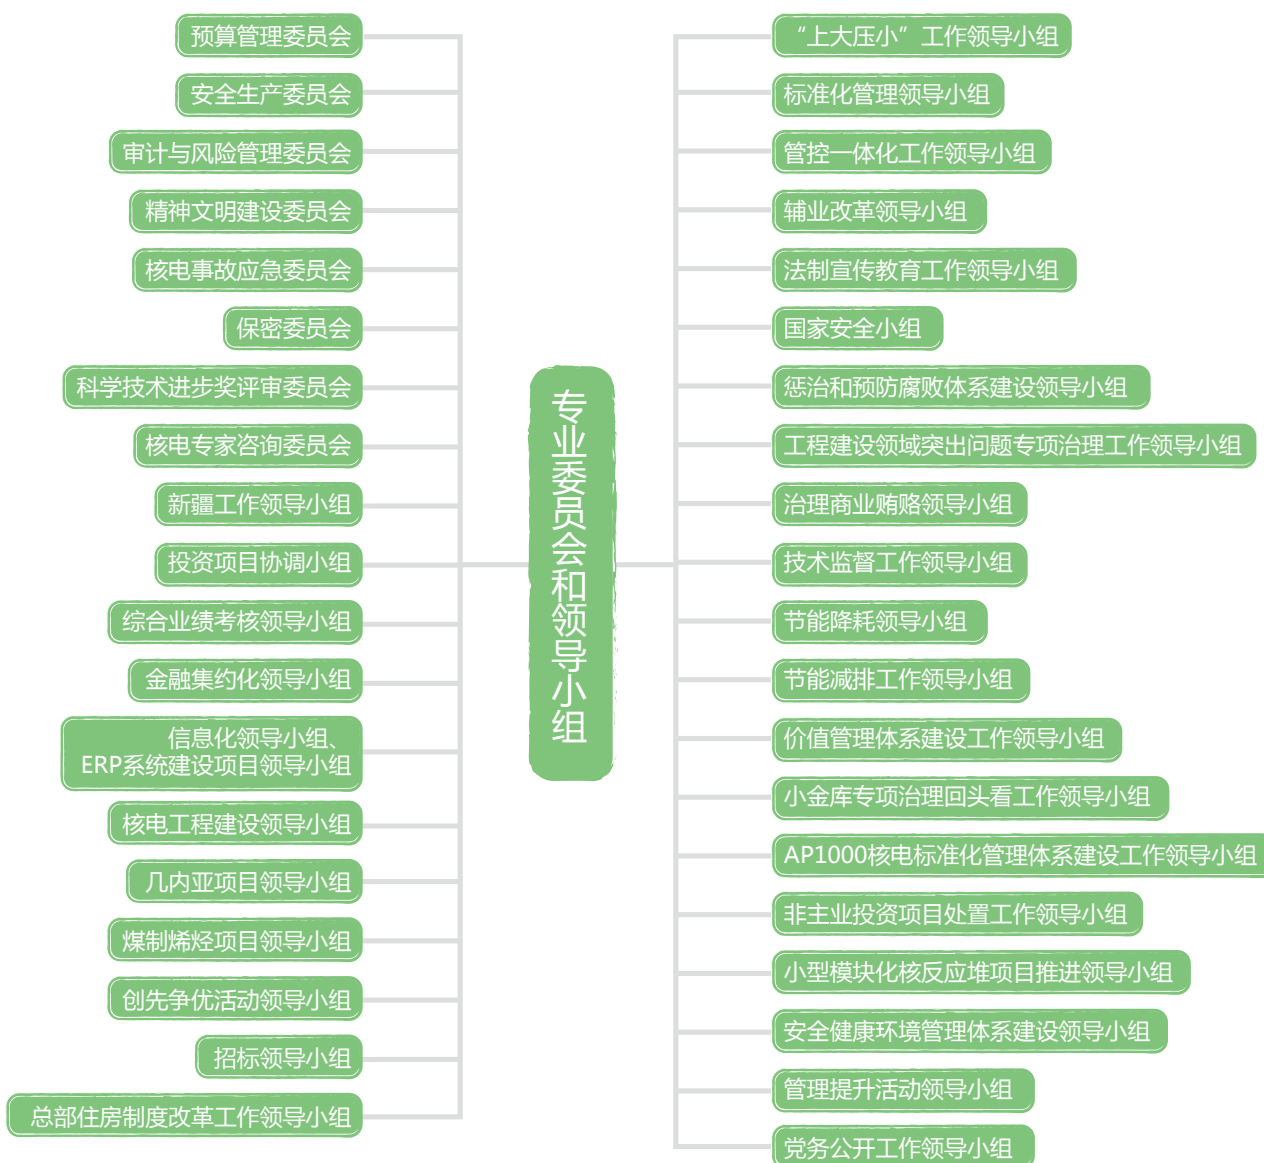 预算管理委员会
安全生产委员会
审计与风险管理委员会
精神文明建设委员会
核电事故应急委员会
保密委员会
科学技术进步奖评审委员会
核电专家咨询委员会
新疆工作领导小组
投资项目协调小组
综合业绩考核领导小组
金融集约化领导小组
信息化领导小组、
ERP系统建设项目领导小组
核电工程建设领导小组
几内亚项目领导小组
煤制烯烃项目领导小组
创先争优活动领导小组
招标领导小组
总部住房制度改革工作领导小组
专业委员会和领导小组
“上大压小”工作领导小组
标准化管理领导小组
管控一体化工作领导小组
辅业改革领导小组
法制宣传教育工作领导小组
国家安全小组
惩治和预防腐败体系建设领导小组
工程建设领域突出问题专项治理工作领导小组
治理商业贿赂领导小组
技术监督工作领导小组
节能降耗领导小组
节能减排工作领导小组
价值管理体系建设工作领导小组
小金库专项治理回头看工作领导小组
AP1000核电标准化管理体系建设工作领导小组
非主业投资项目处置工作领导小组
小型模块化核反应堆项目推进领导小组
安全健康环境管理体系建设领导小组
管理提升活动领导小组
党务公开工作领导小组